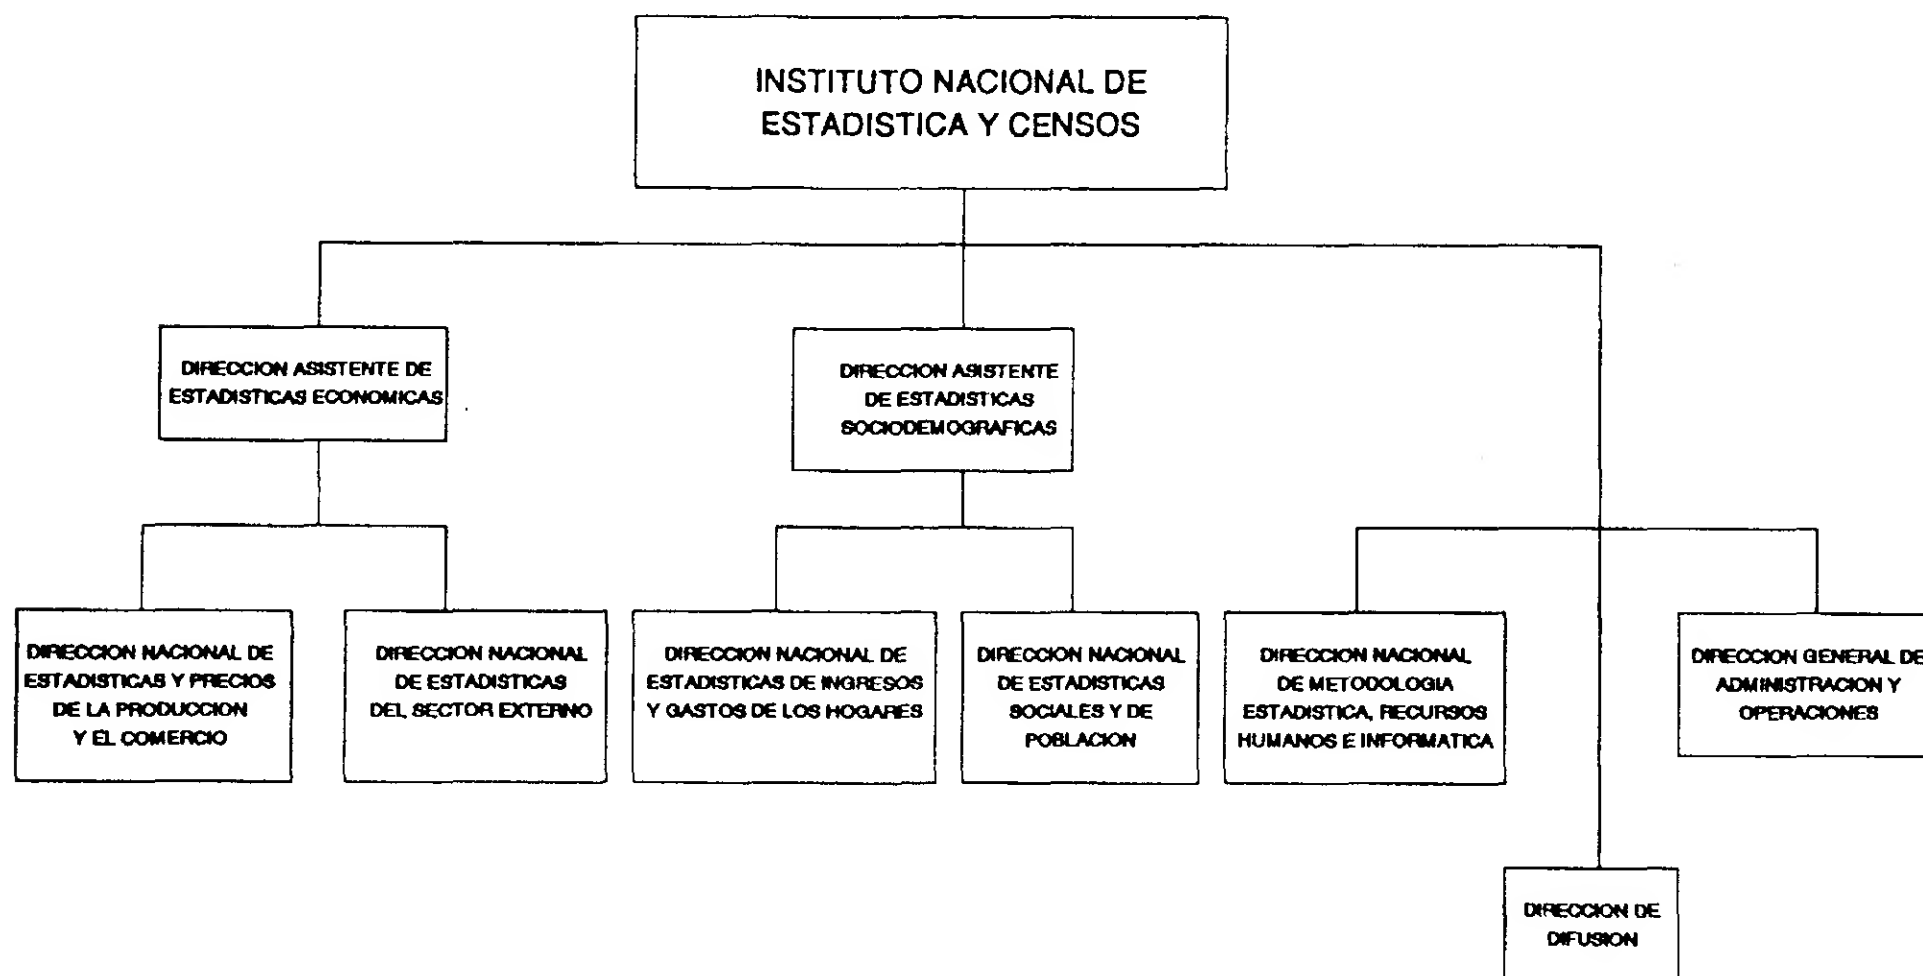 INSTITUTO NACIONAL DE
ESTADISTICA Y CENSOS
DIRECCION ASISTENTE DE
ESTADISTICAS ECONOMICAS
DIRECCION ASISTENTE
DE ESTADISTICAS
SOCIODEMOGRAFICAS
DIRECCION NACIONAL DE
ESTADISTICAS Y PRECIOS
DE LA PRODUCCION
Y EL COMERCIO
DIRECCION NACIONAL
DE ESTADISTICAS
DEL SECTOR EXTERNO
DIRECCION NACIONAL DE
ESTADISTICAS DE INGRESOS
Y GASTOS DE LOS HOGARES
DIRECCION NACIONAL
DE ESTADISTICAS
SOCIALES Y DE
POBLACION
DIRECCION NACIONAL
DE METODOLOGIA
ESTADISTICA, RECURSOS
HUMANOS E INFORMATICA
DIRECCION GENERAL DE
ADMINISTRACION Y
OPERACIONES
DIRECCION DE
DIFUSION